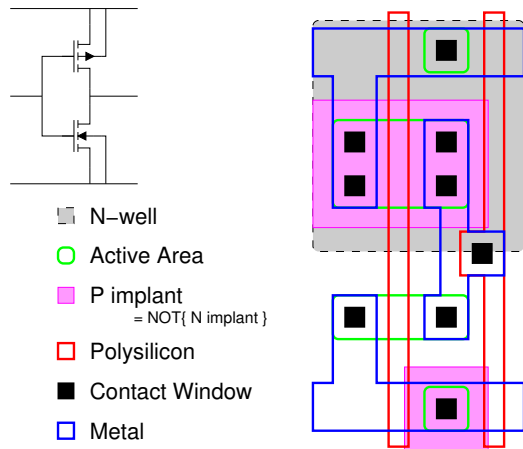 N−well
Active Area
P implant
= NOT{ N implant }
Polysilicon
Contact Window
Metal